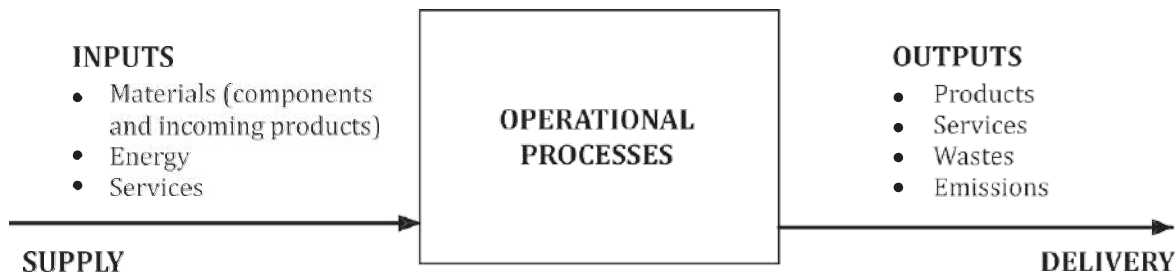 INPUTS
• Materials (components
and incoming products)
• Energy
• Services
SUPPLY
OPERATIONAL
PROCESSES
OUTPUTS
• Products
• Services
• Wastes
• Emissions
DELIVERY